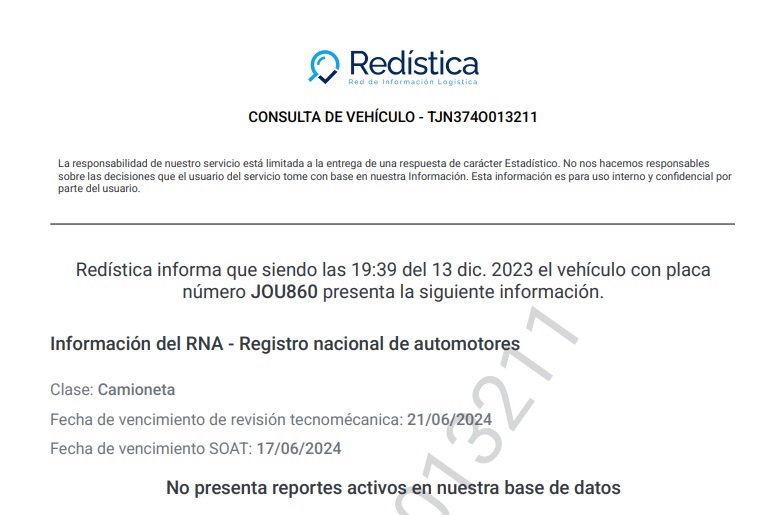 Redística
Red de Información Logística
CONSULTA DE VEHÍCULO - TJN374O013211
La responsabilidad de nuestro servicio está limitada a la entrega de una respuesta de carácter Estadístico. No nos hacemos responsables
sobre las decisiones que el usuario del servicio tome con base en nuestra Información. Esta información es para uso interno y confidencial por
parte del usuario.
Redística informa que siendo las 19:39 del 13 dic. 2023 el vehículo con placa
número JOU860 presenta la siguiente información.
Información del RNA - Registro nacional de automotores
Clase: Camioneta
Fecha de vencimiento de revisión tecnomécanica: 21/06/2024
Fecha de vencimiento SOAT: 17/06/2024
No presenta reportes activos en nuestra base de datos
013211